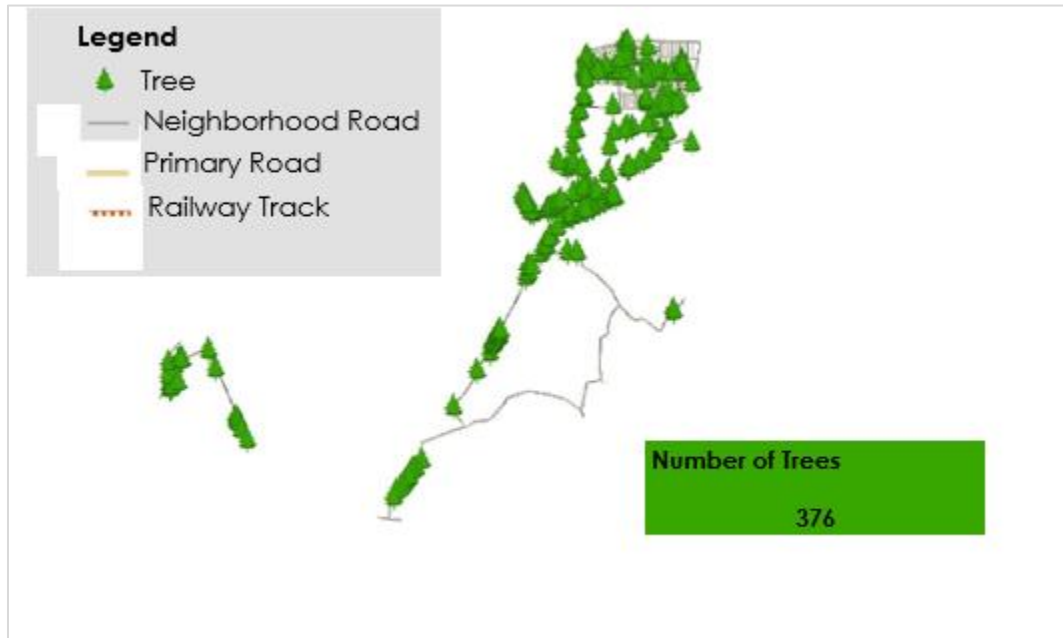 Legend
Tree
Neighborhood Road
Primary Road
Railway Track
Number of Trees
376